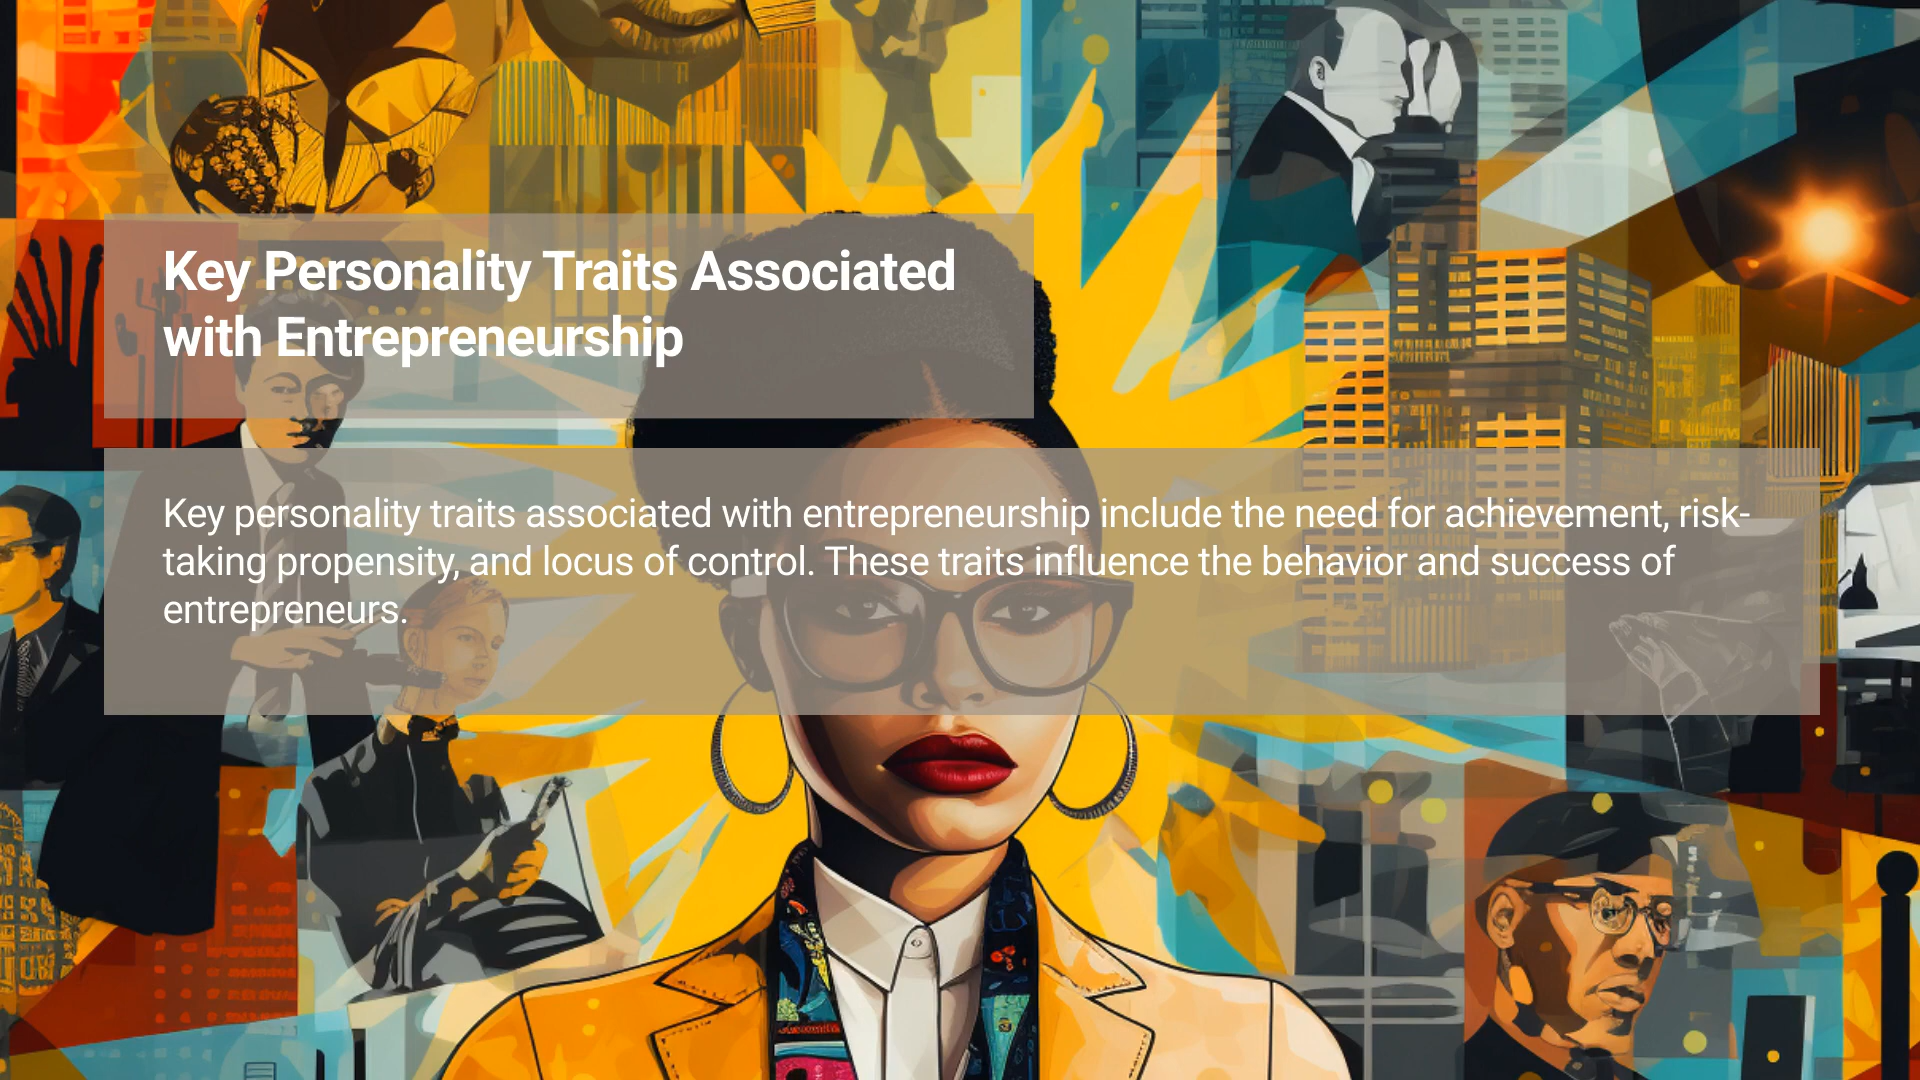 Key Personality Traits Associated
with Entrepreneurship
Key personality traits associated with entrepreneurship include the need for achievement, risk-
taking propensity, and locus of control. These traits influence the behavior and success of
entrepreneurs.